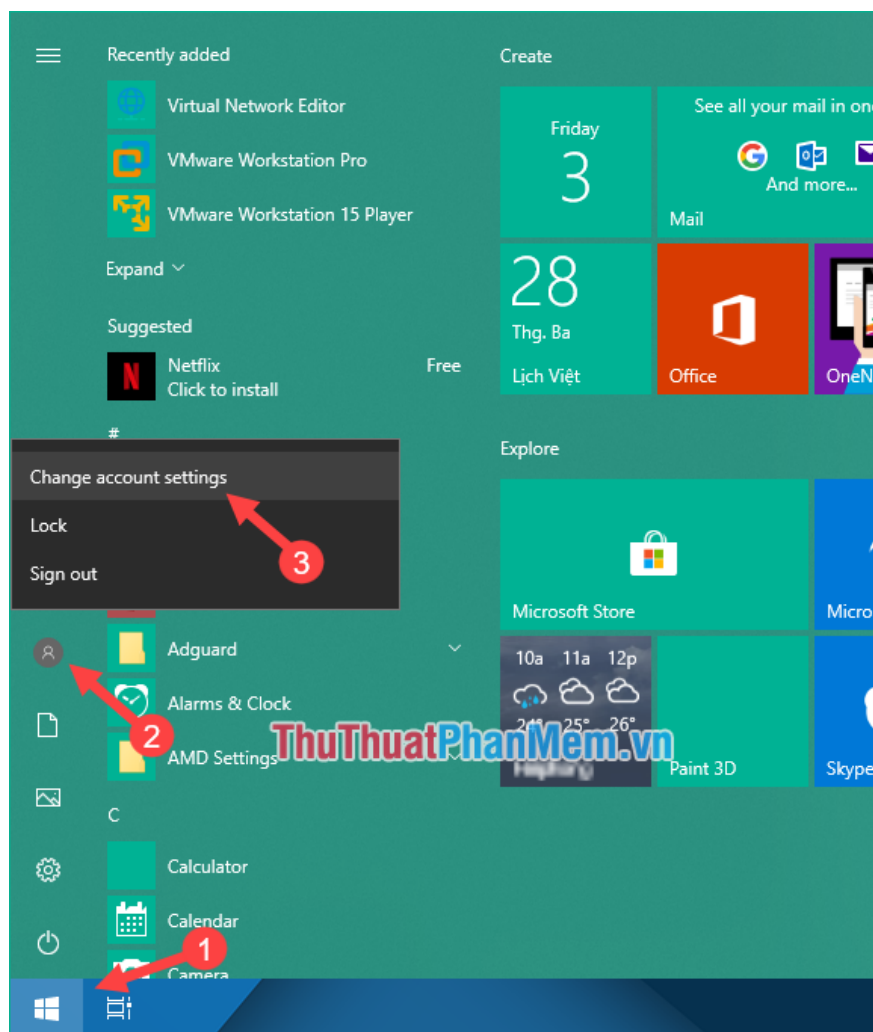 Recently added
Virtual Network Editor
VMware Workstation Pro
VMware Workstation 15 Player
Expand
Suggested
Netflix
Free
Click to install
#
Change account settings
Lock
Sign out
3
Adguard
Alarms & Clock
2
AMD Settings
C
Calculator
Calendar
1
Camera
Create
Friday
3
See all your mail in one
And more...
Mail
28
Thg. Ba
Lịch Việt
Office
OneN
Explore
Microsoft Store
Micro
10a 11a 12p
24° 25° 26°
Paint 3D
Skype
ThuThuatPhanMem.vn